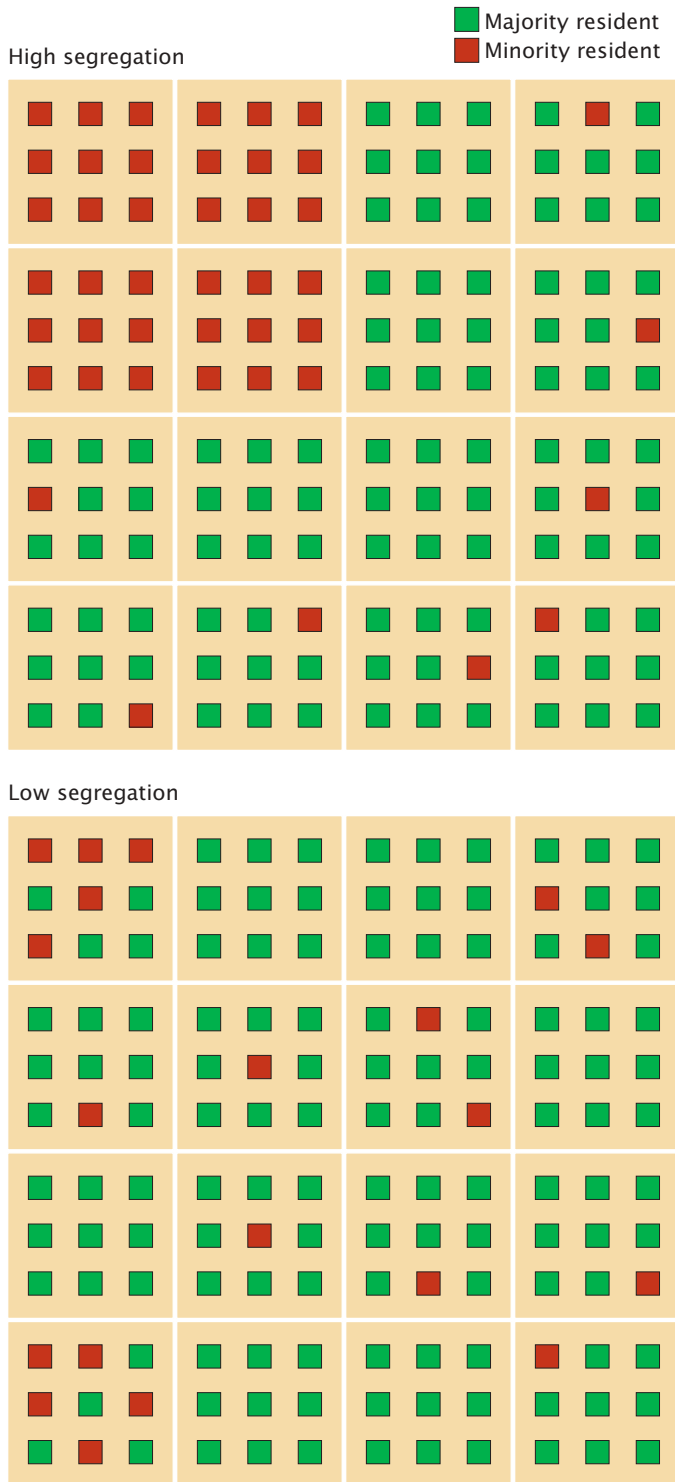 Majority resident
Minority resident
High segregation
Low segregation